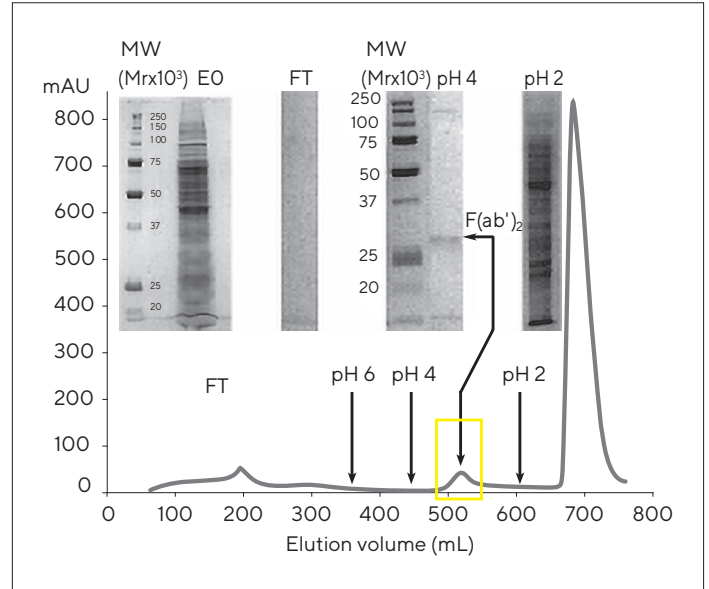 MW
(Mrx10³) E0
FT
MW
(Mrx10³) pH 4
pH 2
mAU
800
700
600
500
400
300
200
100
0
250
150
100
75
50
37
25
20
250
100
75
50
37
25
20
F(ab')₂
FT
pH 6
pH 4
pH 2
0 100 200 300 400 500 600 700 800
Elution volume (mL)